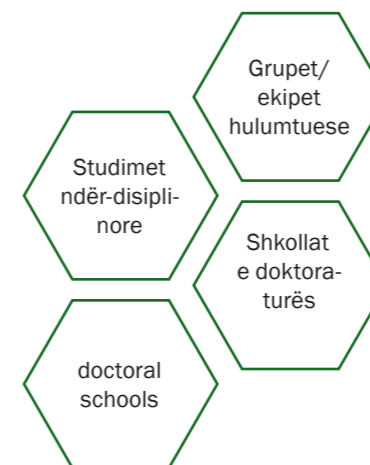 Grupet/
ekipet
hulumtuese
Studimet
ndër-disipli-
nore
Shkollat
e doktora-
turës
doctoral
schools